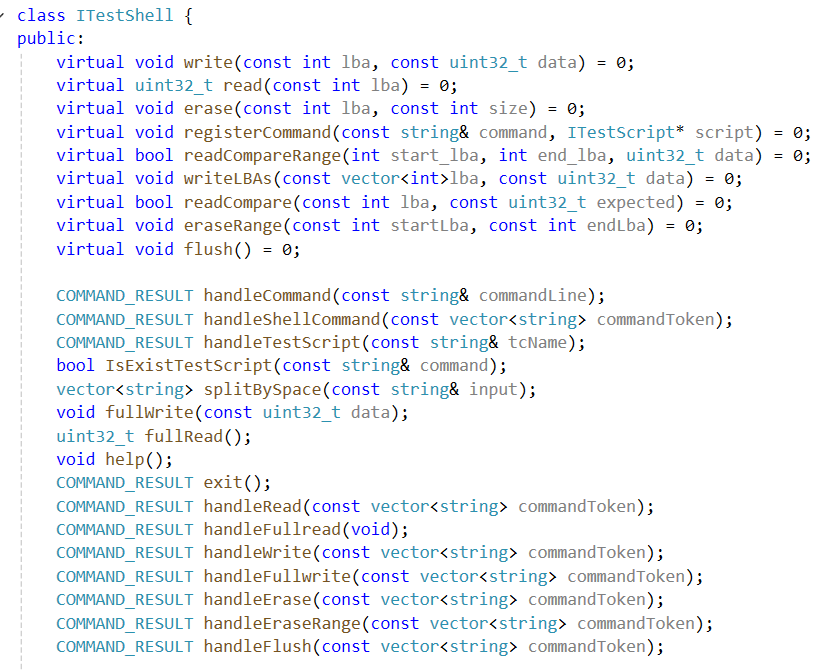 class ITestShell {
public:
    virtual void write(const int lba, const uint32_t data) = 0;
    virtual uint32_t read(const int lba) = 0;
    virtual void erase(const int lba, const int size) = 0;
    virtual void registerCommand(const string& command, ITestScript* script) = 0;
    virtual bool readCompareRange(int start_lba, int end_lba, uint32_t data) = 0;
    virtual void writeLBAs(const vector<int>lba, const uint32_t data) = 0;
    virtual bool readCompare(const int lba, const uint32_t expected) = 0;
    virtual void eraseRange(const int startLba, const int endLba) = 0;
    virtual void flush() = 0;

    COMMAND_RESULT handleCommand(const string& commandLine);
    COMMAND_RESULT handleShellCommand(const vector<string> commandToken);
    COMMAND_RESULT handleTestScript(const string& tcName);
    bool IsExistTestScript(const string& command);
    vector<string> splitBySpace(const string& input);
    void fullWrite(const uint32_t data);
    uint32_t fullRead();
    void help();
    COMMAND_RESULT exit();
    COMMAND_RESULT handleRead(const vector<string> commandToken);
    COMMAND_RESULT handleFullread(void);
    COMMAND_RESULT handleWrite(const vector<string> commandToken);
    COMMAND_RESULT handleFullwrite(const vector<string> commandToken);
    COMMAND_RESULT handleErase(const vector<string> commandToken);
    COMMAND_RESULT handleEraseRange(const vector<string> commandToken);
    COMMAND_RESULT handleFlush(const vector<string> commandToken);